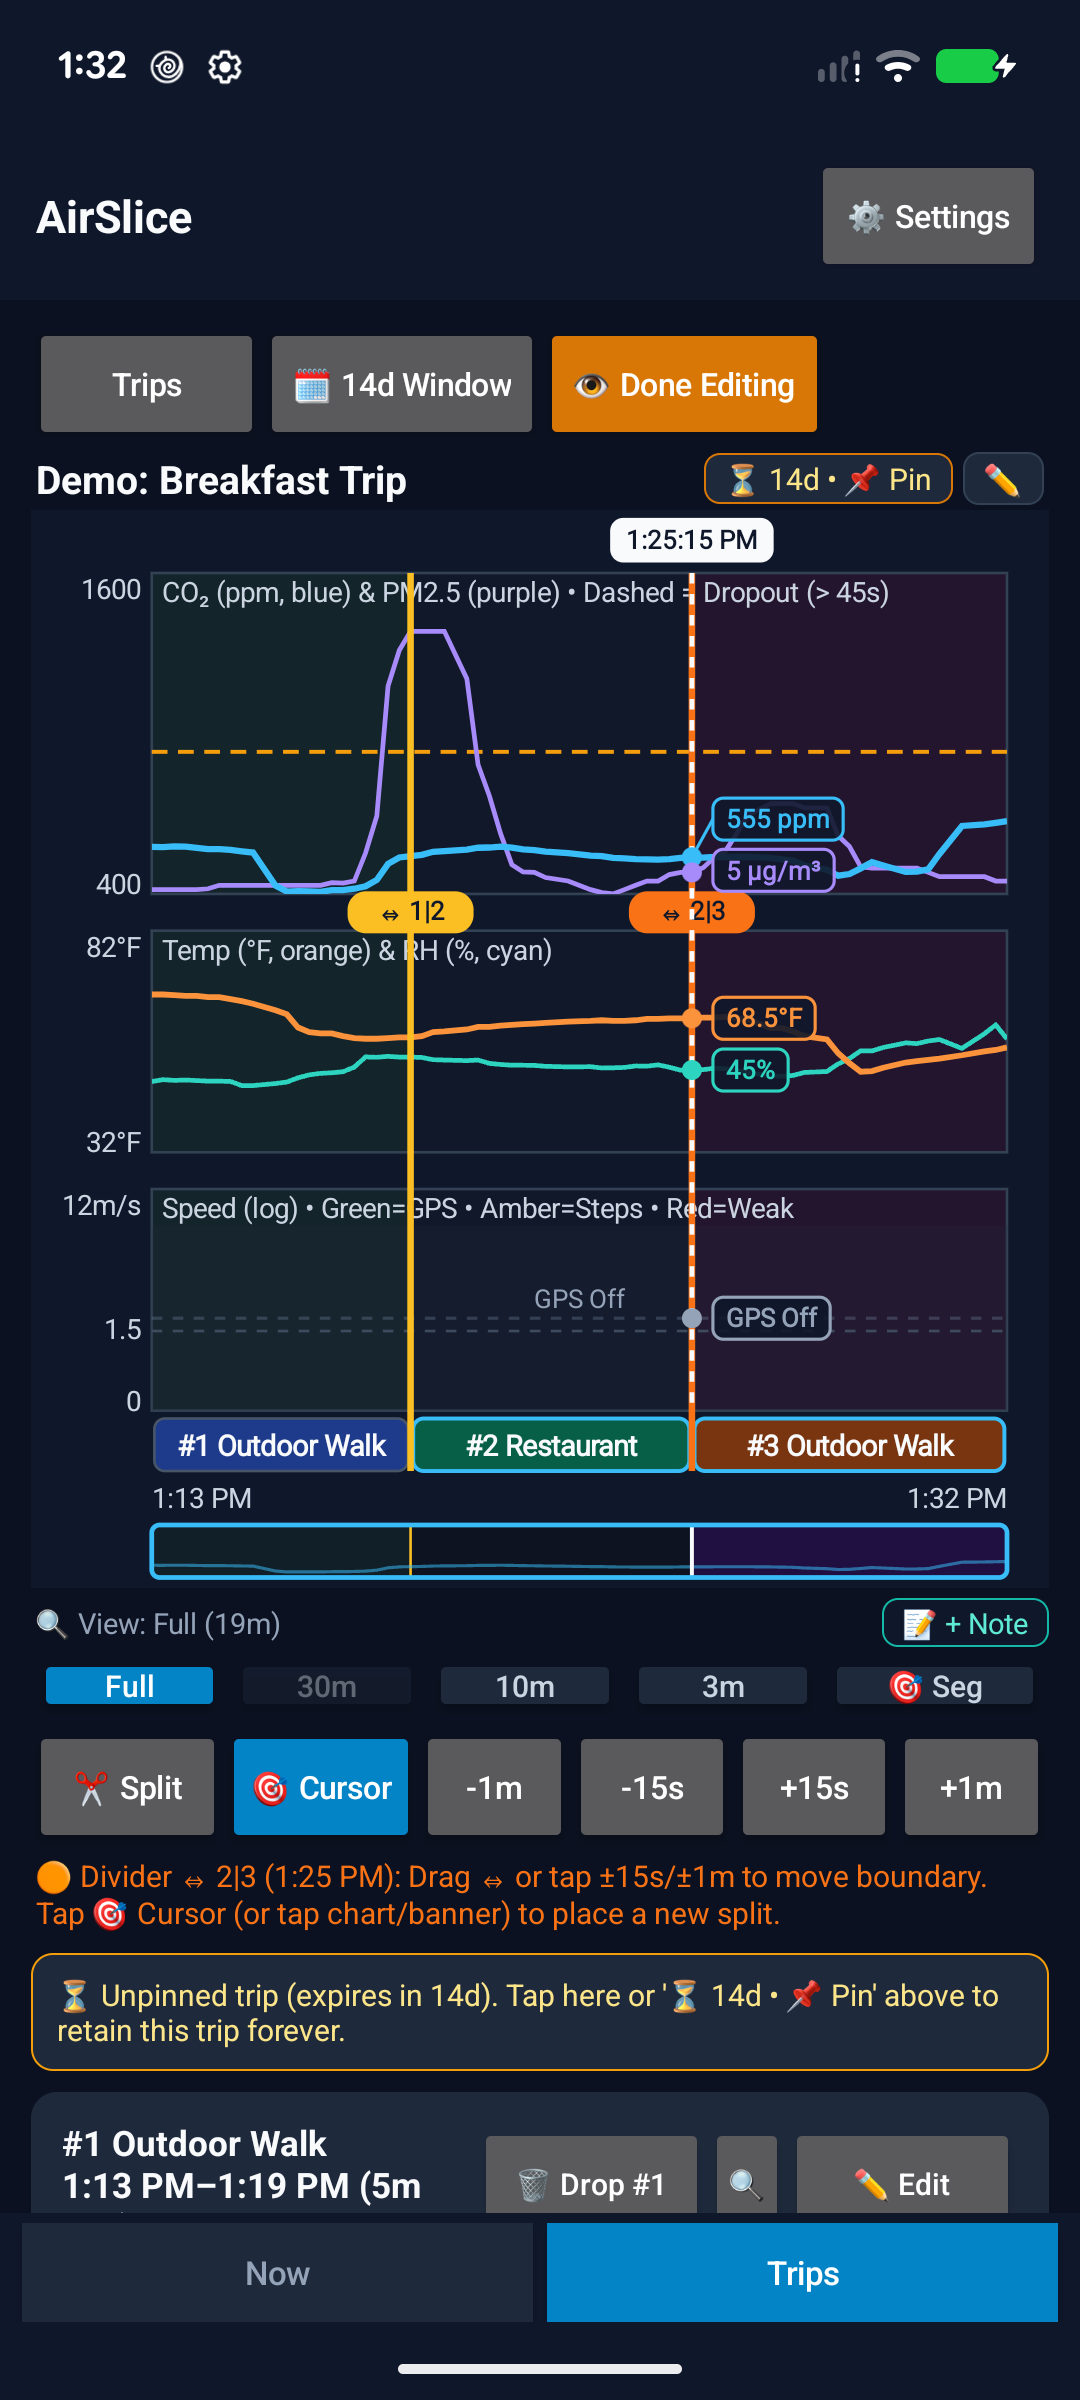 1:32
AirSlice
⚙️ Settings
Trips
🗓️ 14d Window
👁️ Done Editing
Demo: Breakfast Trip
⏳ 14d • 📌 Pin
✏️
1:25:15 PM
1600
CO₂ (ppm, blue) & PM2.5 (purple) • Dashed = Dropout (> 45s)
555 ppm
5 µg/m³
400
⇔ 1|2
⇔ 2|3
82°F
Temp (°F, orange) & RH (%, cyan)
68.5°F
45%
32°F
12m/s
Speed (log) • Green=GPS • Amber=Steps • Red=Weak
GPS Off
GPS Off
1.5
0
#1 Outdoor Walk
#2 Restaurant
#3 Outdoor Walk
1:13 PM
1:32 PM
🔍 View: Full (19m)
📝 + Note
Full
30m
10m
3m
🎯 Seg
✂️ Split
🎯 Cursor
-1m
-15s
+15s
+1m
🟠 Divider ⇔ 2|3 (1:25 PM): Drag ⇔ or tap ±15s/±1m to move boundary.
Tap 🎯 Cursor (or tap chart/banner) to place a new split.
⏳ Unpinned trip (expires in 14d). Tap here or '⏳ 14d • 📌 Pin' above to
retain this trip forever.
#1 Outdoor Walk
1:13 PM–1:19 PM (5m
🗑️ Drop #1
🔍
✏️ Edit
Now
Trips